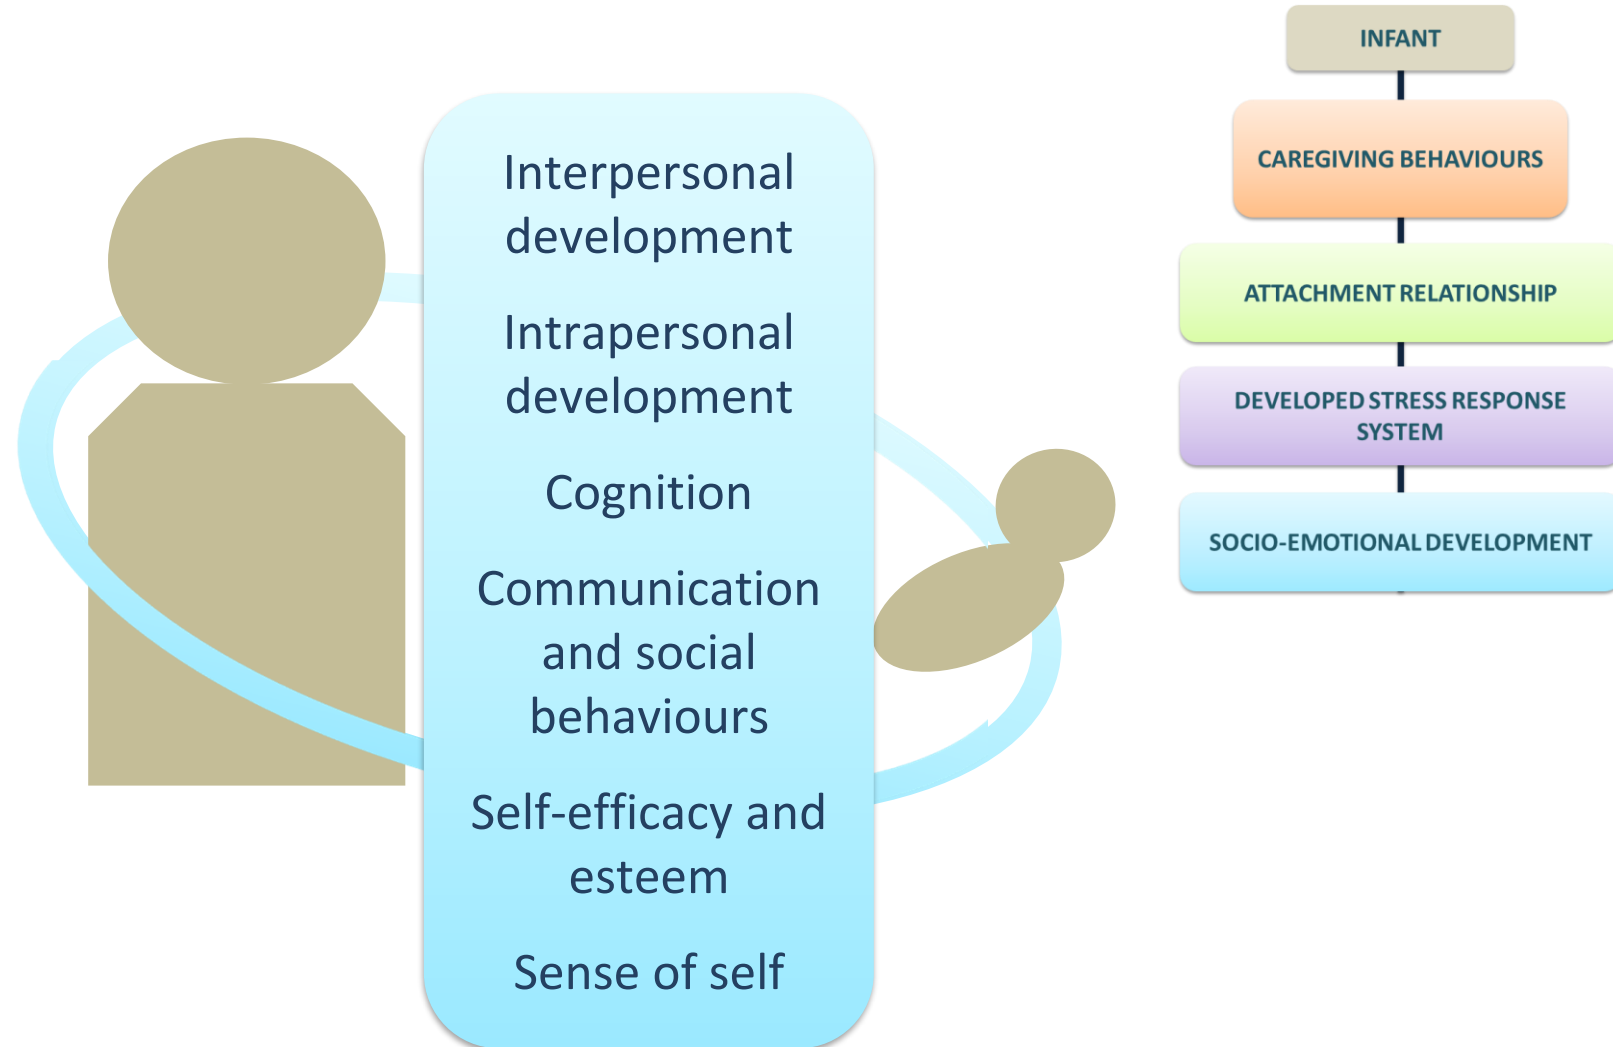 Interpersonal
development
Intrapersonal
development
Cognition
Communication
and social
behaviours
Self-efficacy and
esteem
Sense of self
INFANT
CAREGIVING BEHAVIOURS
ATTACHMENT RELATIONSHIP
DEVELOPED STRESS RESPONSE
SYSTEM
SOCIO-EMOTIONAL DEVELOPMENT